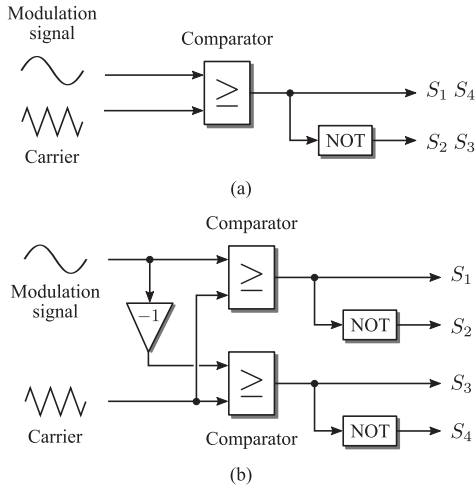 Modulation
signal
Comparator
≥
S1 S4
NOT
S2 S3
Carrier
(a)
Comparator
≥
S1
Modulation
signal
−1
NOT
S2
≥
S3
Carrier
Comparator
NOT
S4
(b)